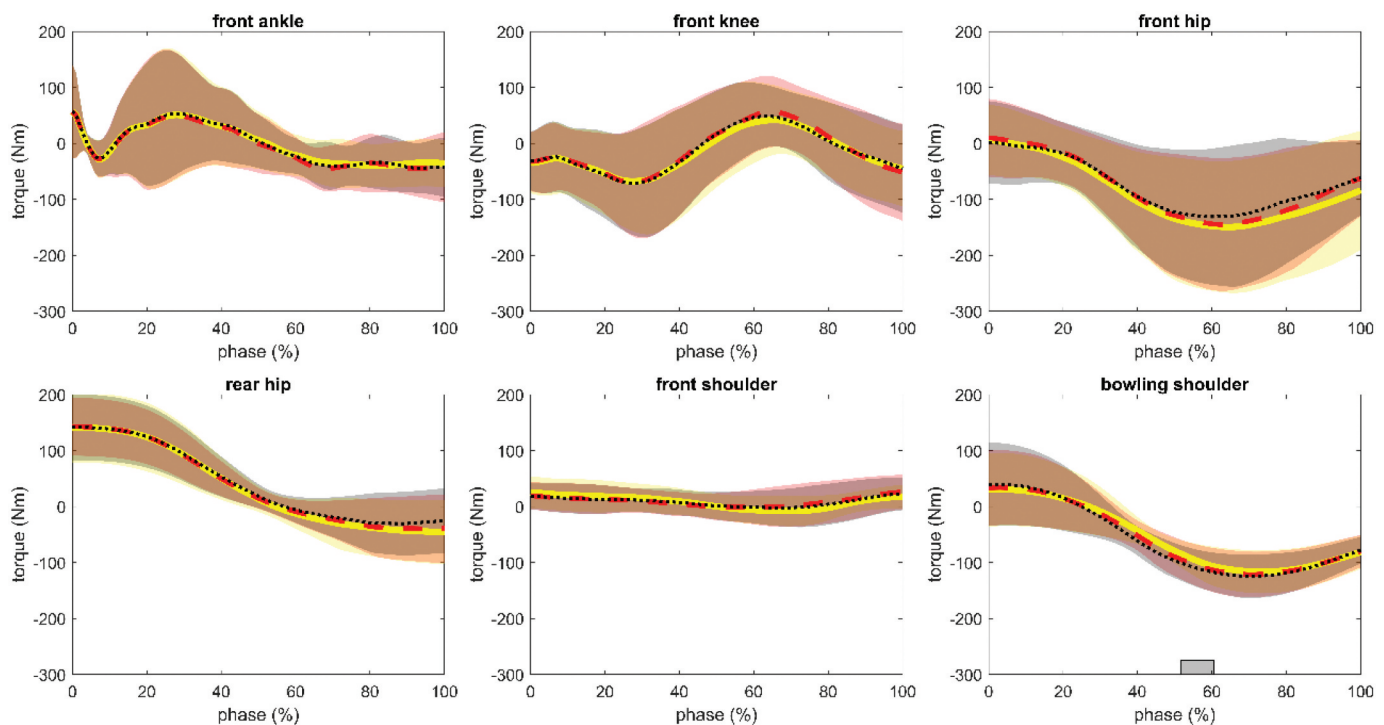 front ankle
front knee
front hip
200
100
0
-100
-200
-300
torque (Nm)
0 20 40 60 80 100
phase (%)
200
100
0
-100
-200
-300
torque (Nm)
0 20 40 60 80 100
phase (%)
200
100
0
-100
-200
-300
torque (Nm)
0 20 40 60 80 100
phase (%)
rear hip
front shoulder
bowling shoulder
200
100
0
-100
-200
-300
torque (Nm)
0 20 40 60 80 100
phase (%)
200
100
0
-100
-200
-300
torque (Nm)
0 20 40 60 80 100
phase (%)
200
100
0
-100
-200
-300
torque (Nm)
0 20 40 60 80 100
phase (%)